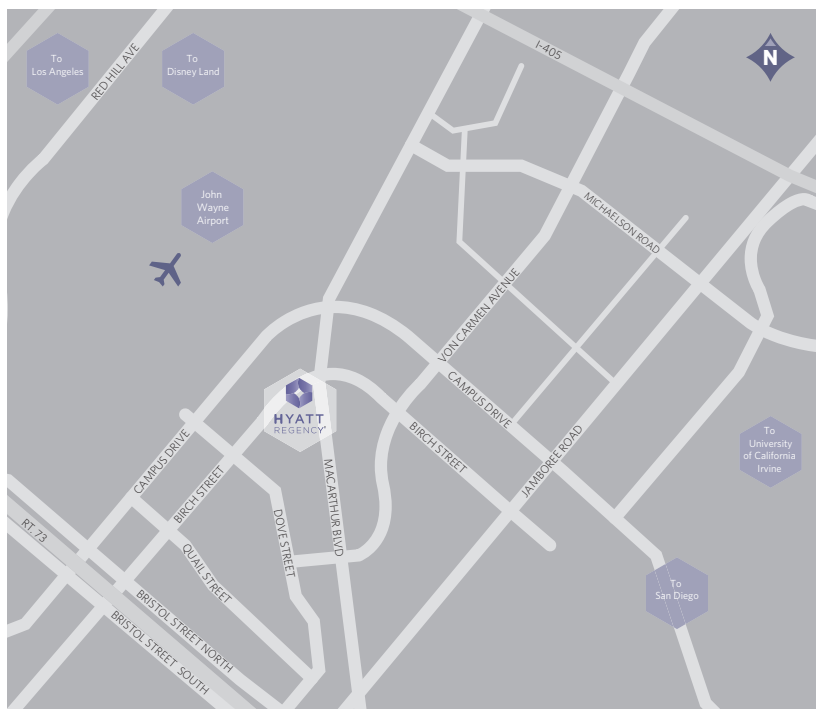 To
Los Angeles
RED HILL AVE
To
Disney Land
I-405
N
John
Wayne
Airport
MICHAELSON ROAD
VON CARMEN AVENUE
CAMPUS DRIVE
HYATT
REGENCY
BIRCH STREET
JAMBOREE ROAD
To
University
of California
Irvine
CAMPUS DRIVE
BIRCH STREET
MACARTHUR BLVD
DOVE STREET
RT. 73
QUAIL STREET
BRISTOL STREET NORTH
BRISTOL STREET SOUTH
To
San Diego